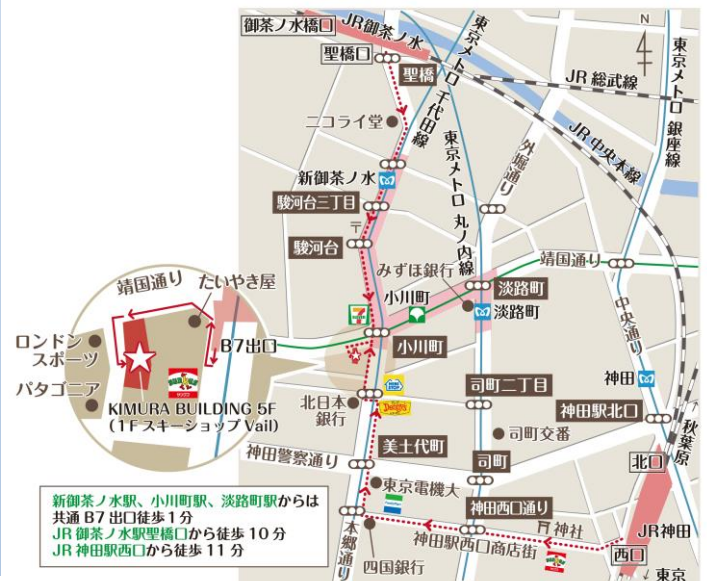 御茶ノ水橋口
JR御茶ノ水
聖橋口
聖橋
N
JR 総武線
JR 中央本線
東京メトロ 銀座線
東京メトロ 千代田線
東京メトロ 丸ノ内線
外堀通り
ニコライ堂
新御茶ノ水
駿河台三丁目
〒
駿河台
みずほ銀行
靖国通り
小川町
淡路町
淡路町
小川町
中央通り
神田
神田駅北口
秋葉原
北口
司町二丁目
司町交番
北日本
銀行
美土代町
司町
神田警察通り
東京電機大
FamilyMart
神田西口通り
神社
神田駅西口商店街
JR神田
西口
東京
本郷通り
四国銀行
靖国通り
たいやき屋
B7出口
ロンドン
スポーツ
パタゴニア
KIMURA BUILDING 5F
(1FスキーショップVail)
新御茶ノ水駅、小川町駅、淡路町駅からは
共通 B7 出口徒歩1分
JR 御茶ノ水駅聖橋口から徒歩 10 分
JR 神田駅西口から徒歩 11 分